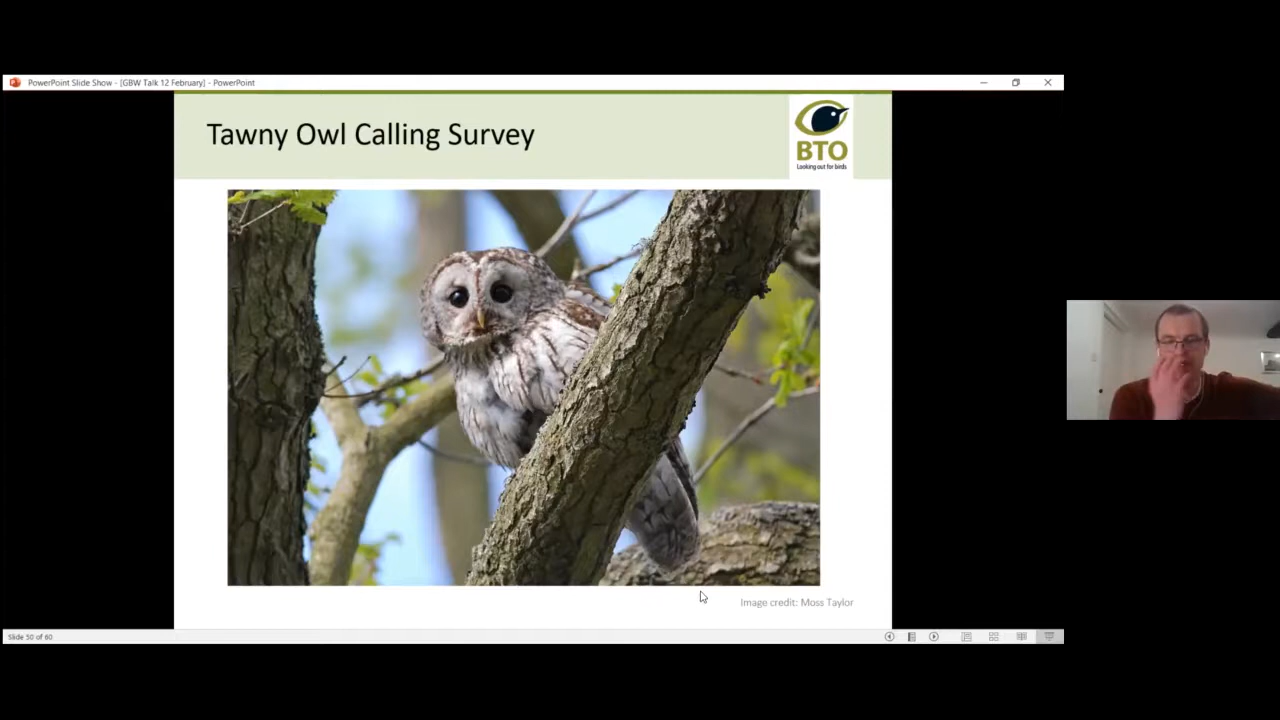 PowerPoint Slide Show - [GBW Talk 12 February] - PowerPoint
Tawny Owl Calling Survey
BTO
Looking out for birds
Image credit: Moss Taylor
Slide 50 of 60